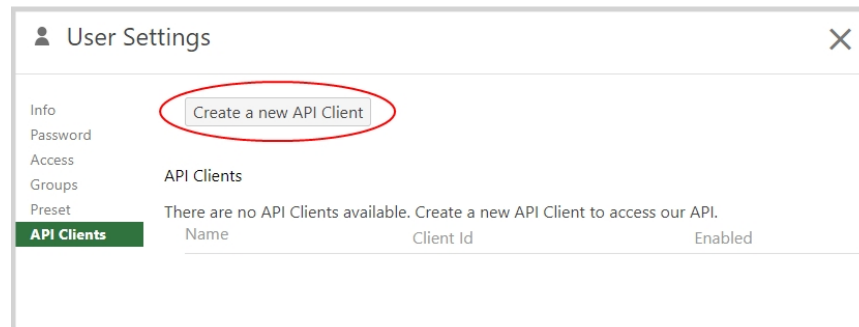 User Settings
Create a new API Client
Info
Password
Access
Groups
Preset
API Clients
API Clients
There are no API Clients available. Create a new API Client to access our API.
Name Client Id Enabled